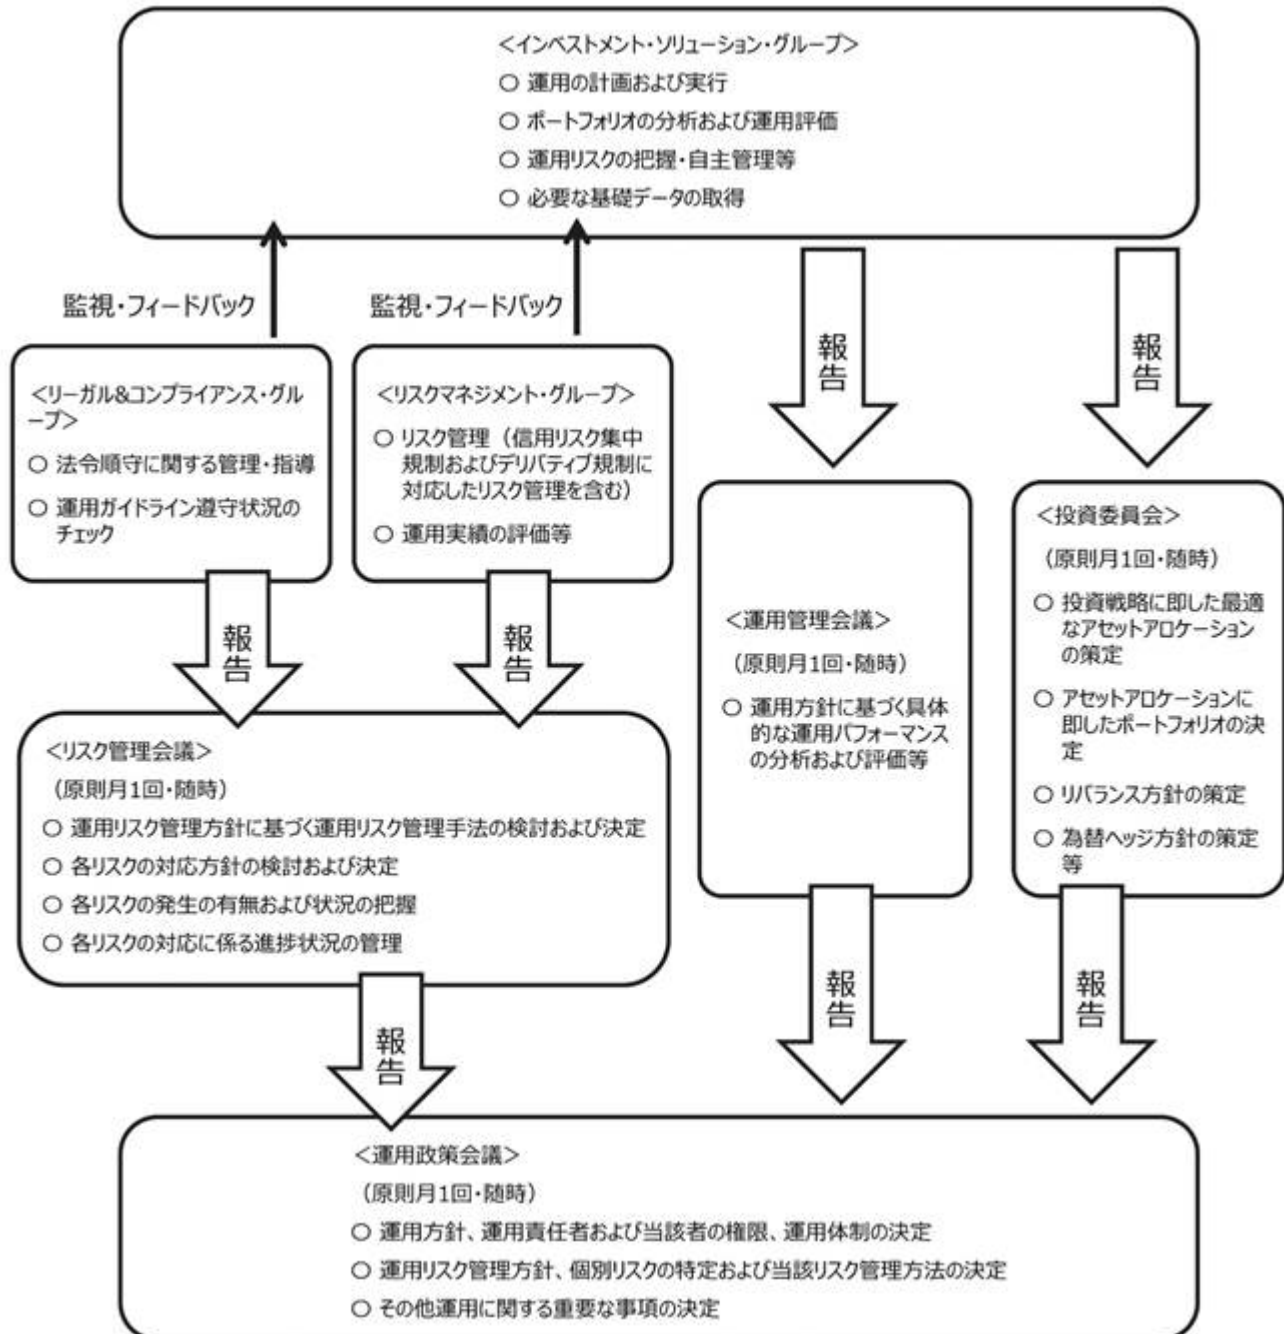 <インベストメント・ソリューション・グループ>
○ 運用の計画および実行
○ ポートフォリオの分析および運用評価
○ 運用リスクの把握・自主管理等
○ 必要な基礎データの取得
監視・フィードバック
監視・フィードバック
報告
報告
<リーガル&コンプライアンス・グル
ープ>
○ 法令順守に関する管理・指導
○ 運用ガイドライン遵守状況の
チェック
<リスクマネジメント・グループ>
○ リスク管理（信用リスク集中
規制およびデリバティブ規制に
対応したリスク管理を含む）
○ 運用実績の評価等
報告
報告
<運用管理会議>
（原則月1回・随時）
○ 運用方針に基づく具体
的な運用パフォーマンス
の分析および評価等
<投資委員会>
（原則月1回・随時）
○ 投資戦略に即した最適
なアセットアロケーション
の策定
○ アセットアロケーションに
即したポートフォリオの決
定
○ リバランス方針の策定
○ 為替ヘッジ方針の策定
等
<リスク管理会議>
（原則月1回・随時）
○ 運用リスク管理方針に基づく運用リスク管理手法の検討および決定
○ 各リスクの対応方針の検討および決定
○ 各リスクの発生の有無および状況の把握
○ 各リスクの対応に係る進捗状況の管理
報告
報告
報告
<運用政策会議>
（原則月1回・随時）
○ 運用方針、運用責任者および当該者の権限、運用体制の決定
○ 運用リスク管理方針、個別リスクの特定および当該リスク管理方法の決定
○ その他運用に関する重要な事項の決定